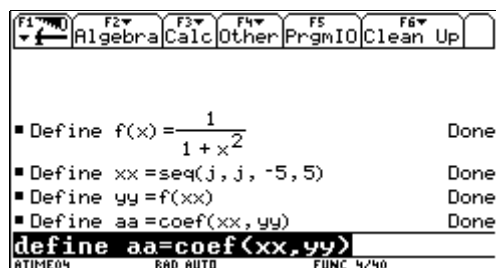 F1 F2 F3 F4 F5 F6
Algebra Calc Other PrgmIO Clean Up
▪ Define f(x) = 1 / (1 + x²) Done
▪ Define xx = seq(j, j, -5, 5) Done
▪ Define yy = f(xx) Done
▪ Define aa = coef(xx, yy) Done
define aa=coef(xx,yy)
ATIME04 RAD AUTO FUNC 4/40